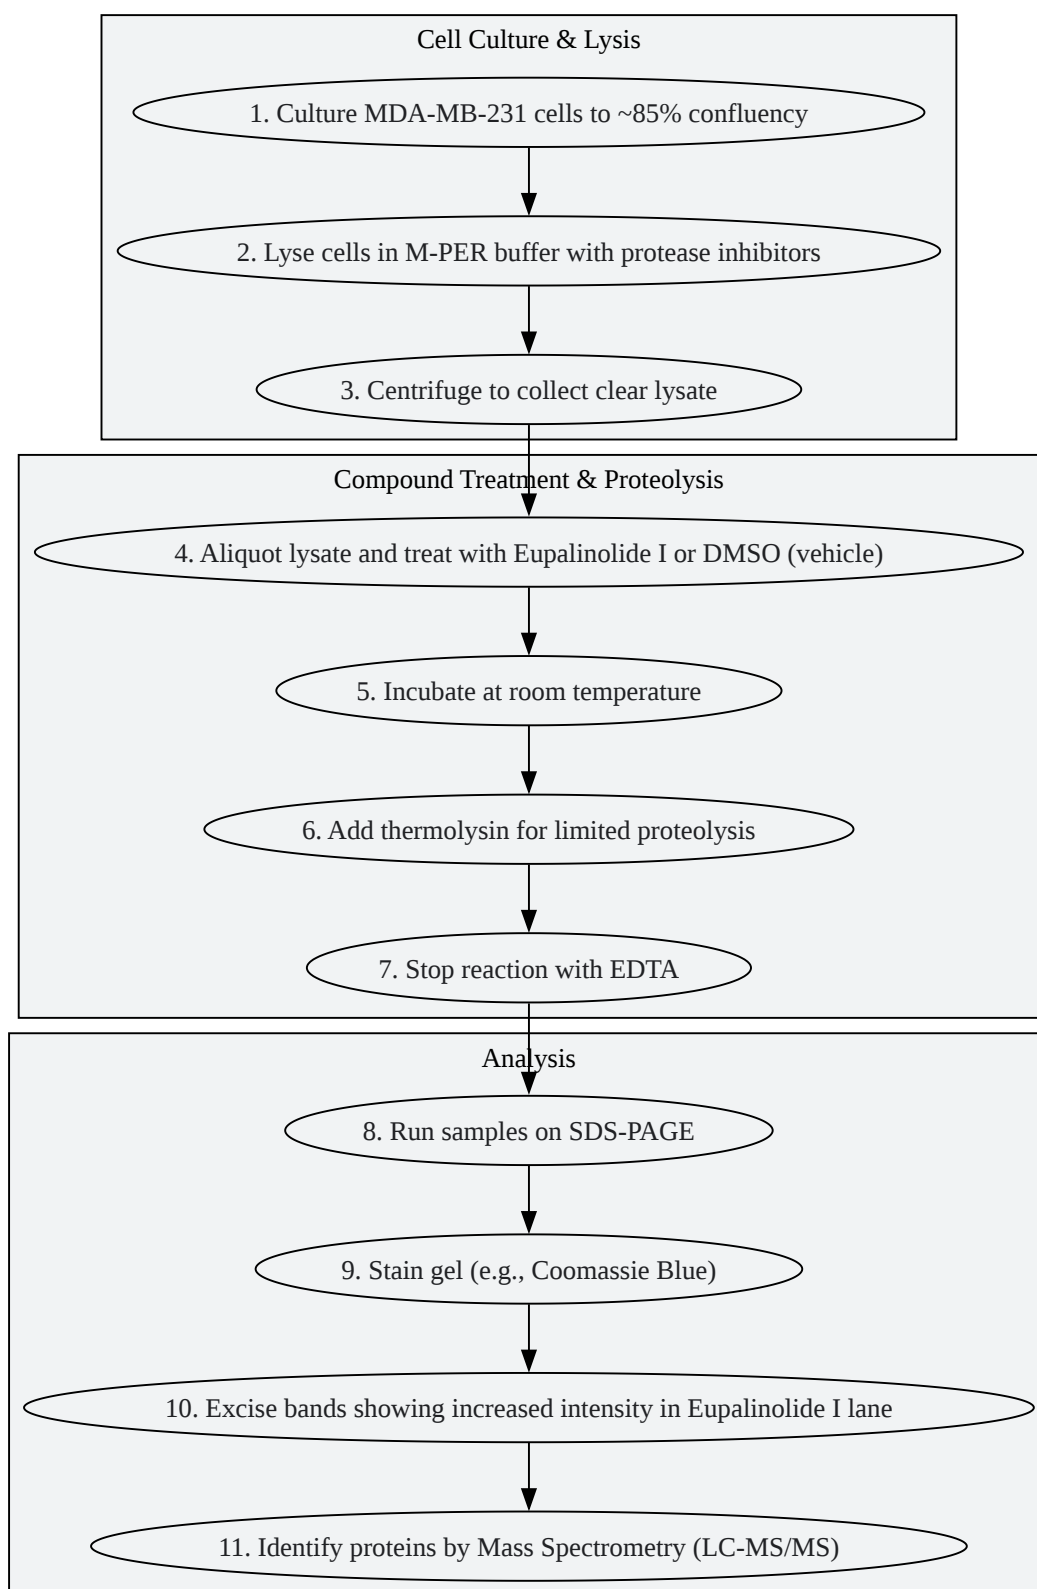 Cell Culture & Lysis
1. Culture MDA-MB-231 cells to ~85% confluency
2. Lyse cells in M-PER buffer with protease inhibitors
3. Centrifuge to collect clear lysate
Compound Treatment & Proteolysis
4. Aliquot lysate and treat with Eupalinolide I or DMSO (vehicle)
5. Incubate at room temperature
6. Add thermolysin for limited proteolysis
7. Stop reaction with EDTA
Analysis
8. Run samples on SDS-PAGE
9. Stain gel (e.g., Coomassie Blue)
10. Excise bands showing increased intensity in Eupalinolide I lane
11. Identify proteins by Mass Spectrometry (LC-MS/MS)